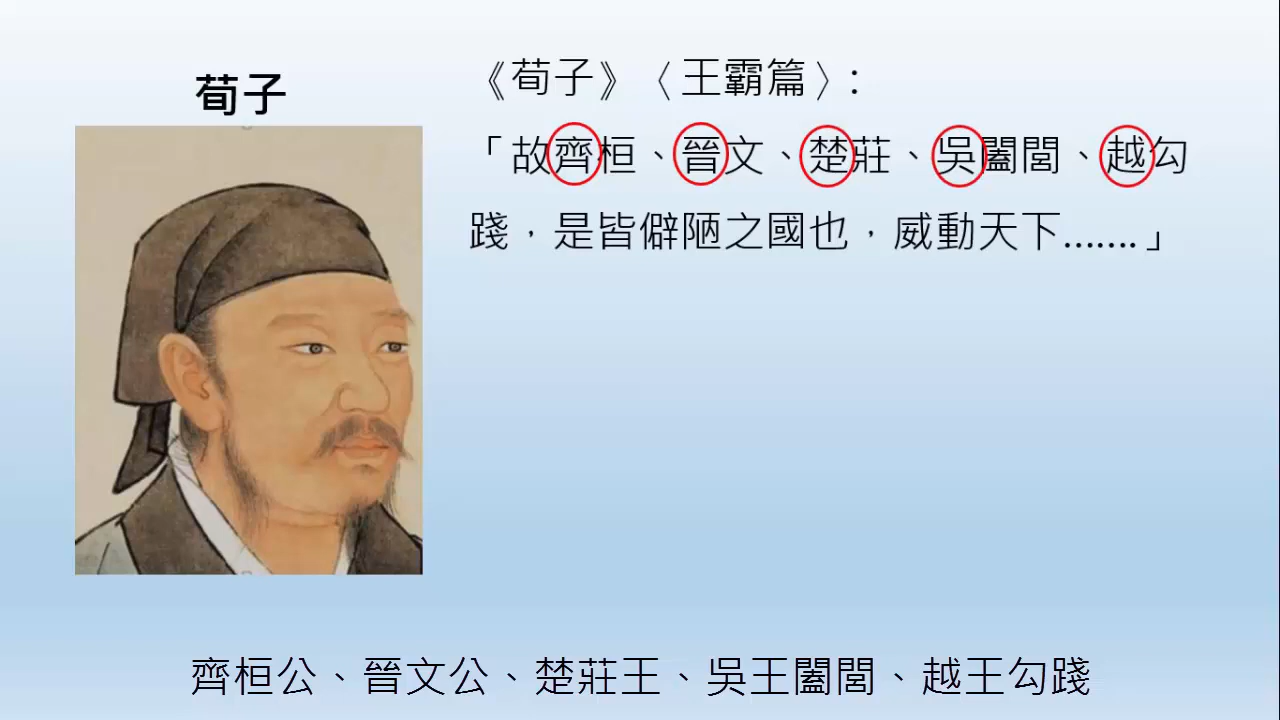 荀子
《荀子》〈王霸篇〉:
「故齊桓、晉文、楚莊、吳闔閭、越勾
踐，是皆僻陋之國也，威動天下.......」
齊桓公、晉文公、楚莊王、吳王闔閭、越王勾踐